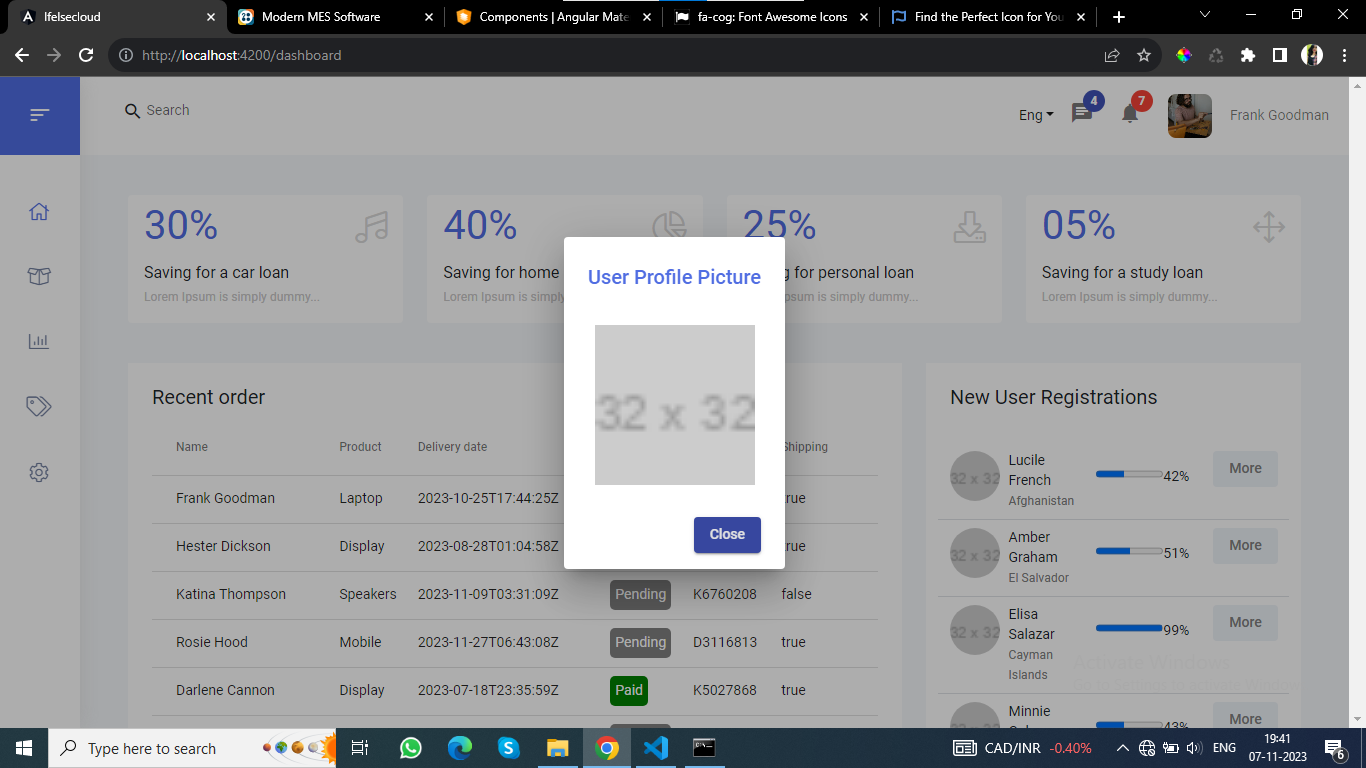 Ifelsecloud
Modern MES Software
Components | Angular Mate
fa-cog: Font Awesome Icons
Find the Perfect Icon for You
http://localhost:4200/dashboard
Search
Eng
4
7
Frank Goodman
30%
40%
25%
05%
Saving for a car loan
Saving for home
g for personal loan
Saving for a study loan
Lorem Ipsum is simply dummy...
Lorem Ipsum is simply
psum is simply dummy...
Lorem Ipsum is simply dummy...
User Profile Picture
32 x 32
Close
Recent order
Name Product Delivery date Shipping
Frank Goodman Laptop 2023-10-25T17:44:25Z true
Hester Dickson Display 2023-08-28T01:04:58Z true
Katina Thompson Speakers 2023-11-09T03:31:09Z Pending K6760208 false
Rosie Hood Mobile 2023-11-27T06:43:08Z Pending D3116813 true
Darlene Cannon Display 2023-07-18T23:35:59Z Paid K5027868 true
New User Registrations
32 x 32
Lucile
French
Afghanistan
42%
More
32 x 32
Amber
Graham
El Salvador
51%
More
32 x 32
Elisa
Salazar
Cayman
Islands
99%
More
32 x 32
Minnie
43%
More
Activate Windows
Type here to search
CAD/INR -0.40%
ENG
19:41
07-11-2023
6